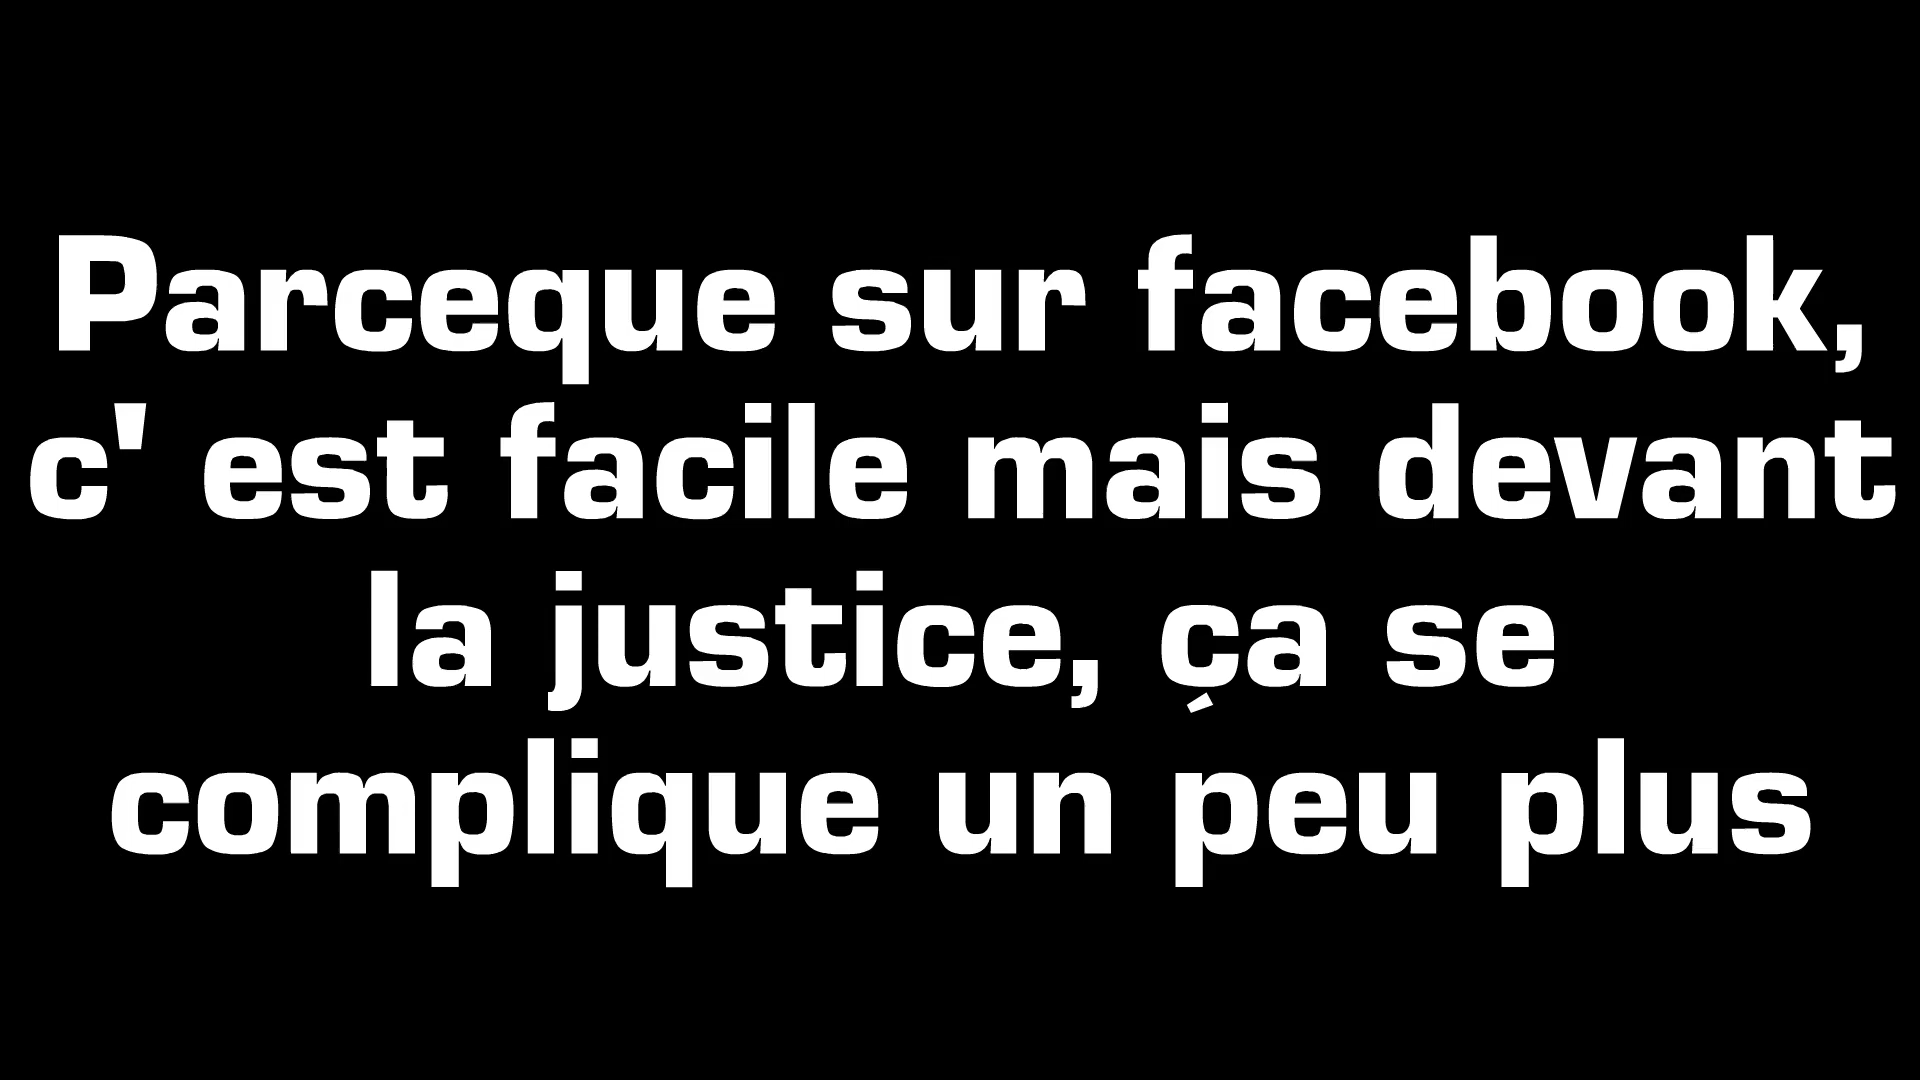 Parceque sur facebook,
c' est facile mais devant
la justice, ça se
complique un peu plus